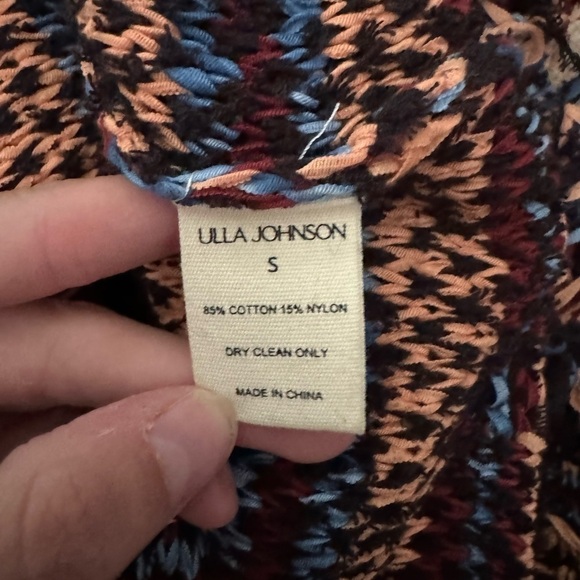 ULLA JOHNSON
S
85% COTTON 15% NYLON
DRY CLEAN ONLY
MADE IN CHINA